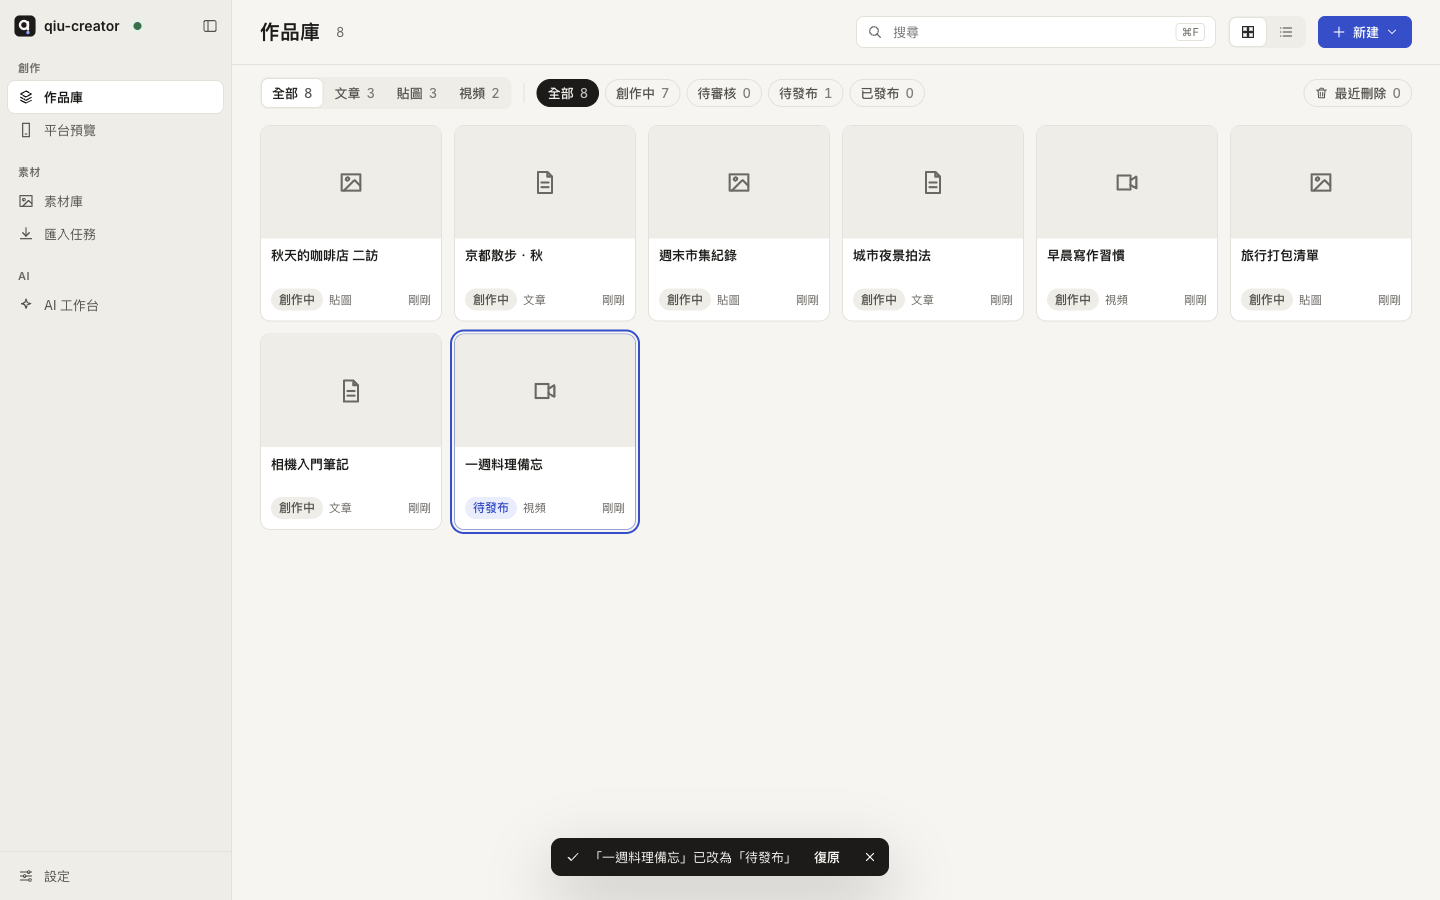 qiu-creator
創作
作品庫
平台預覽
素材
素材庫
匯入任務
AI
AI 工作台
設定
作品庫 8
搜尋 ⌘F
新建
全部 8 文章 3 貼圖 3 視頻 2
全部 8 創作中 7 待審核 0 待發布 1 已發布 0
最近刪除 0
秋天的咖啡店 二訪
創作中 貼圖 剛剛
京都散步 · 秋
創作中 文章 剛剛
週末市集紀錄
創作中 貼圖 剛剛
城市夜景拍法
創作中 文章 剛剛
早晨寫作習慣
創作中 視頻 剛剛
旅行打包清單
創作中 貼圖 剛剛
相機入門筆記
創作中 文章 剛剛
一週料理備忘
待發布 視頻 剛剛
「一週料理備忘」已改為「待發布」 復原